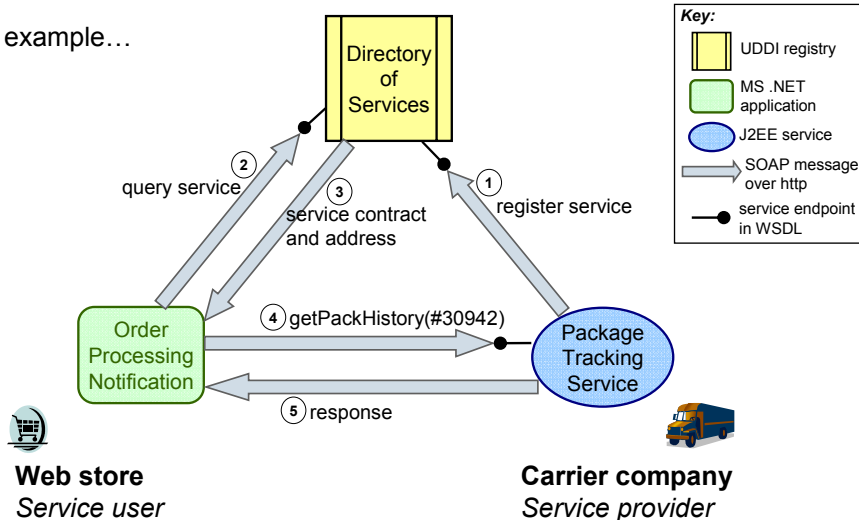 example…
Directory
of
Services
Key:
UDDI registry
MS .NET
application
J2EE service
SOAP message
over http
service endpoint
in WSDL
2
query service
3
service contract
and address
1
register service
4 getPackHistory(#30942)
Order
Processing
Notification
Package
Tracking
Service
5 response
Web store
Service user
Carrier company
Service provider